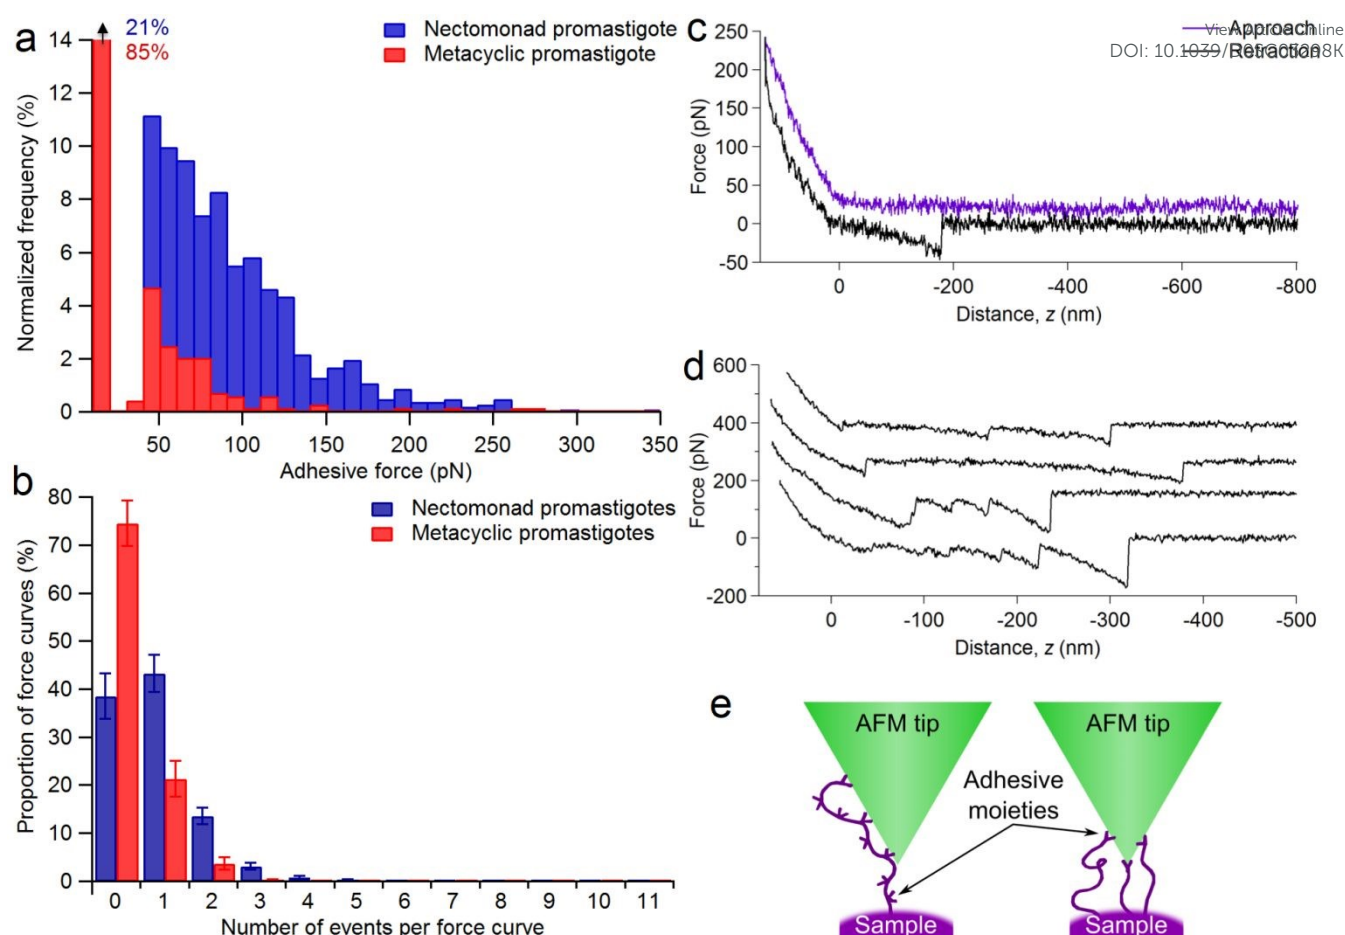 a
21%
85%
Nectomonad promastigote
Metacyclic promastigote
14
12
10
8
6
4
2
0
Normalized frequency (%)
50
100
150
200
250
300
350
Adhesive force (pN)
b
Nectomonad promastigotes
Metacyclic promastigotes
80
70
60
50
40
30
20
10
0
Proportion of force curves (%)
0 1 2 3 4 5 6 7 8 9 10 11
Number of events per force curve
c
Approach
View Article Online
Retraction
250
200
150
100
50
0
-50
Force (pN)
0 -200 -400 -600 -800
Distance, z (nm)
d
600
400
200
0
-200
Force (pN)
0 -100 -200 -300 -400 -500
Distance, z (nm)
e
AFM tip
AFM tip
Adhesive
moieties
Sample
Sample